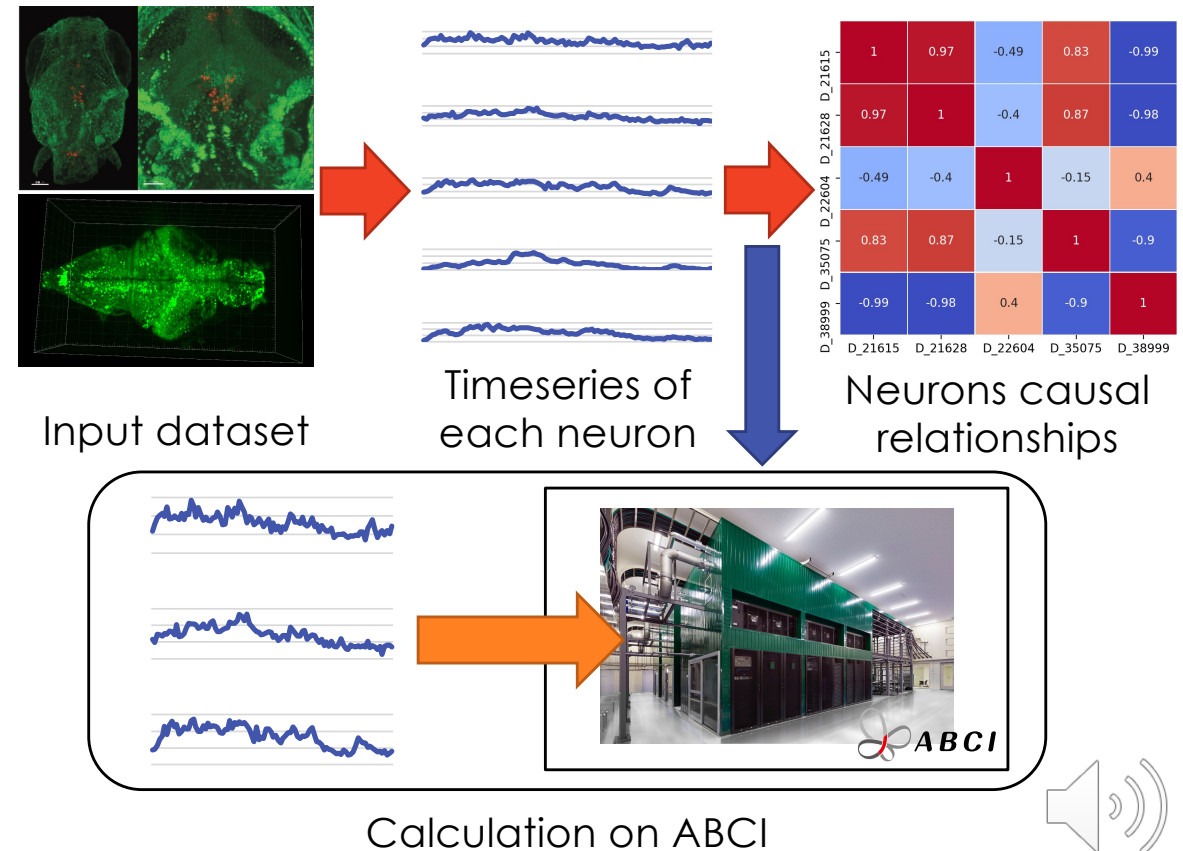 D_21615
1 0.97 -0.49 0.83 -0.99
D_21628
0.97 1 -0.4 0.87 -0.98
D_22604
-0.49 -0.4 1 -0.15 0.4
D_35075
0.83 0.87 -0.15 1 -0.9
D_38999
-0.99 -0.98 0.4 -0.9 1
D_21615 D_21628 D_22604 D_35075 D_38999
Input dataset
Timeseries of
each neuron
Neurons causal
relationships
ABCI
Calculation on ABCI